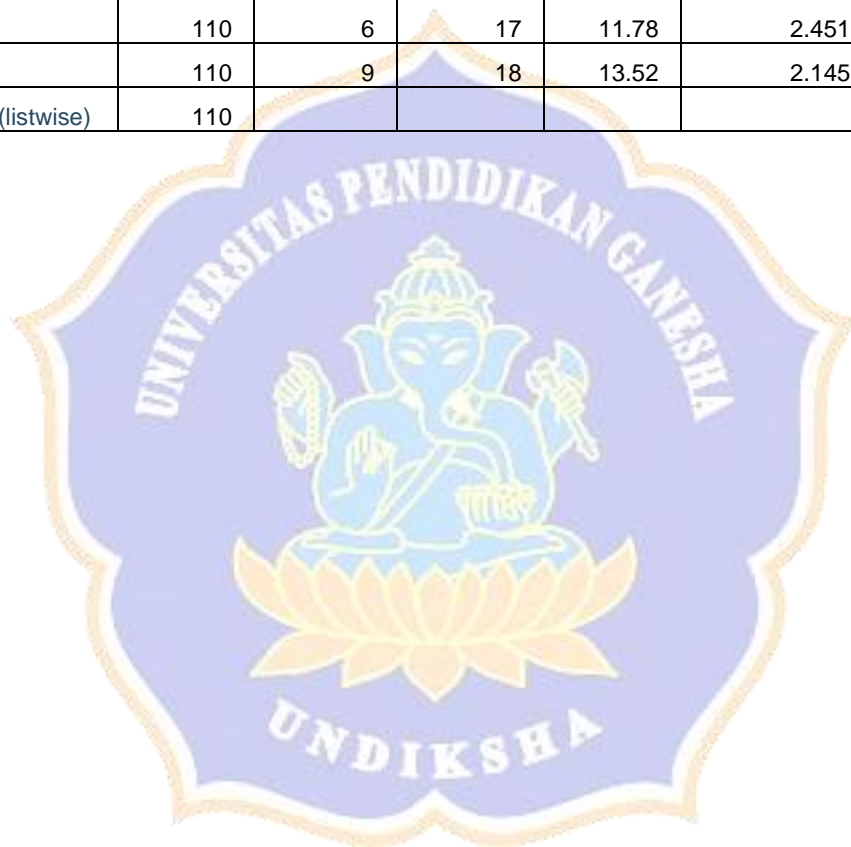 110 6 17 11.78 2.451
110 9 18 13.52 2.145
(listwise) 110
UNIVERSITAS PENDIDIKAN GANESHA
UNDIKSHA